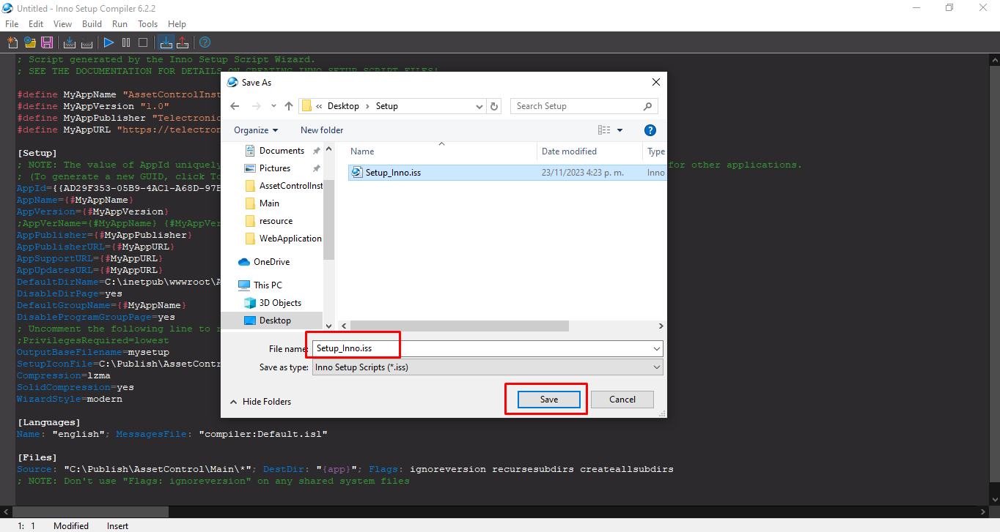 Untitled - Inno Setup Compiler 6.2.2
File Edit View Build Run Tools Help
; Script generated by the Inno Setup Script Wizard.
; SEE THE DOCUMENTATION FOR DETAILS ON CREATING INNO SETUP SCRIPT FILES!
#define MyAppName "AssetControlInst
#define MyAppVersion "1.0"
#define MyAppPublisher "Telectronic
#define MyAppURL "https://telectron
[Setup]
; NOTE: The value of AppId uniquely for other applications.
; (To generate a new GUID, click To
AppId={{AD29F353-05B9-4AC1-A68D-97E
AppName={#MyAppName}
AppVersion={#MyAppVersion}
;AppVerName={#MyAppName} {#MyAppVer
AppPublisher={#MyAppPublisher}
AppPublisherURL={#MyAppURL}
AppSupportURL={#MyAppURL}
AppUpdatesURL={#MyAppURL}
DefaultDirName=C:\inetpub\wwwroot\A
DisableDirPage=yes
DefaultGroupName={#MyAppName}
DisableProgramGroupPage=yes
; Uncomment the following line to r
;PrivilegesRequired=lowest
OutputBaseFilename=mysetup
SetupIconFile=C:\Publish\AssetContr
Compression=lzma
SolidCompression=yes
WizardStyle=modern
[Languages]
Name: "english"; MessagesFile: "compiler:Default.isl"
[Files]
Source: "C:\Publish\AssetControl\Main\*"; DestDir: "{app}"; Flags: ignoreversion recursesubdirs createallsubdirs
; NOTE: Don't use "Flags: ignoreversion" on any shared system files
1: 1 Modified Insert
Save As
« Desktop › Setup
Search Setup
Organize New folder
Documents
Pictures
AssetControlInst
Main
resource
WebApplication
OneDrive
This PC
3D Objects
Desktop
Name Date modified Type
Setup_Inno.iss 23/11/2023 4:23 p. m. Inno
File name: Setup_Inno.iss
Save as type: Inno Setup Scripts (*.iss)
Hide Folders
Save Cancel